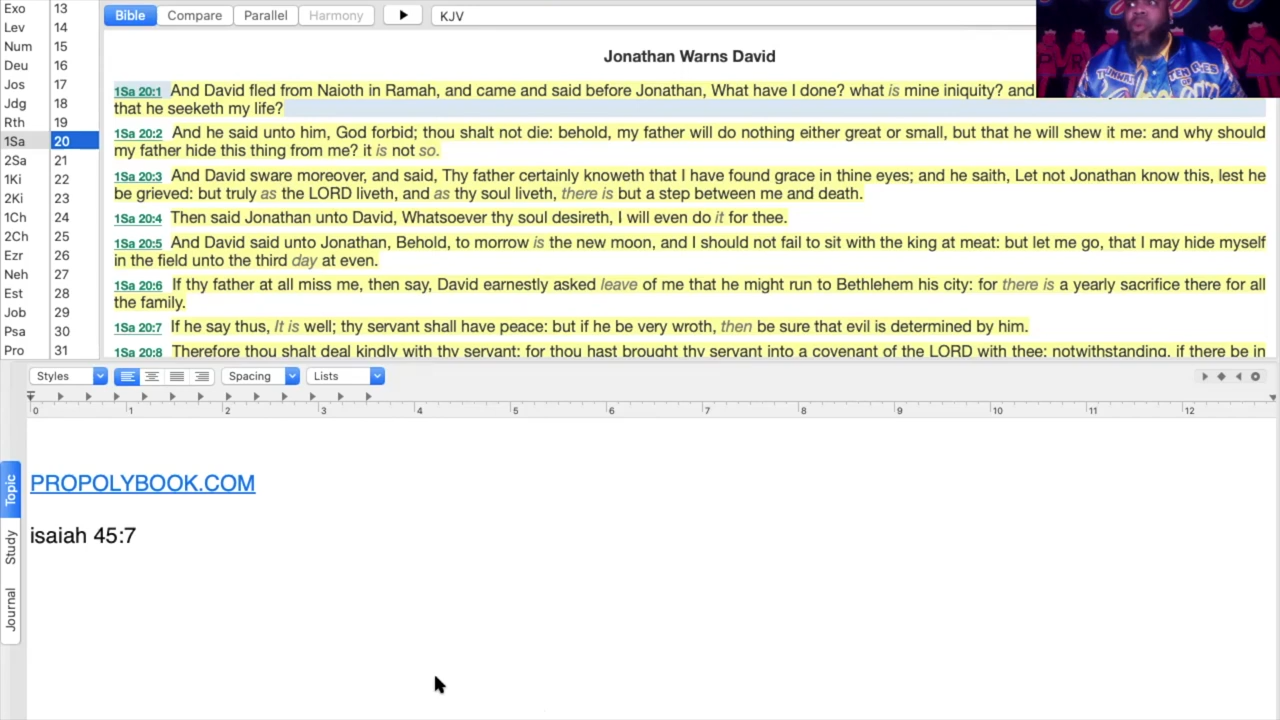 Exo 13
Lev 14
Num 15
Deu 16
Jos 17
Jdg 18
Rth 19
1Sa 20
2Sa 21
1Ki 22
2Ki 23
1Ch 24
2Ch 25
Ezr 26
Neh 27
Est 28
Job 29
Psa 30
Pro 31
Bible Compare Parallel Harmony KJV
Jonathan Warns David
1Sa 20:1 And David fled from Naioth in Ramah, and came and said before Jonathan, What have I done? what is mine iniquity? and
that he seeketh my life?
1Sa 20:2 And he said unto him, God forbid; thou shalt not die: behold, my father will do nothing either great or small, but that he will shew it me: and why should
my father hide this thing from me? it is not so.
1Sa 20:3 And David sware moreover, and said, Thy father certainly knoweth that I have found grace in thine eyes; and he saith, Let not Jonathan know this, lest he
be grieved: but truly as the LORD liveth, and as thy soul liveth, there is but a step between me and death.
1Sa 20:4 Then said Jonathan unto David, Whatsoever thy soul desireth, I will even do it for thee.
1Sa 20:5 And David said unto Jonathan, Behold, to morrow is the new moon, and I should not fail to sit with the king at meat: but let me go, that I may hide myself
in the field unto the third day at even.
1Sa 20:6 If thy father at all miss me, then say, David earnestly asked leave of me that he might run to Bethlehem his city: for there is a yearly sacrifice there for all
the family.
1Sa 20:7 If he say thus, It is well; thy servant shall have peace: but if he be very wroth, then be sure that evil is determined by him.
1Sa 20:8 Therefore thou shalt deal kindly with thy servant; for thou hast brought thy servant into a covenant of the LORD with thee: notwithstanding, if there be in
Styles Spacing Lists
0 1 2 3 4 5 6 7 8 9 10 11 12
Topic
Study
Journal
PROPOLYBOOK.COM
isaiah 45:7